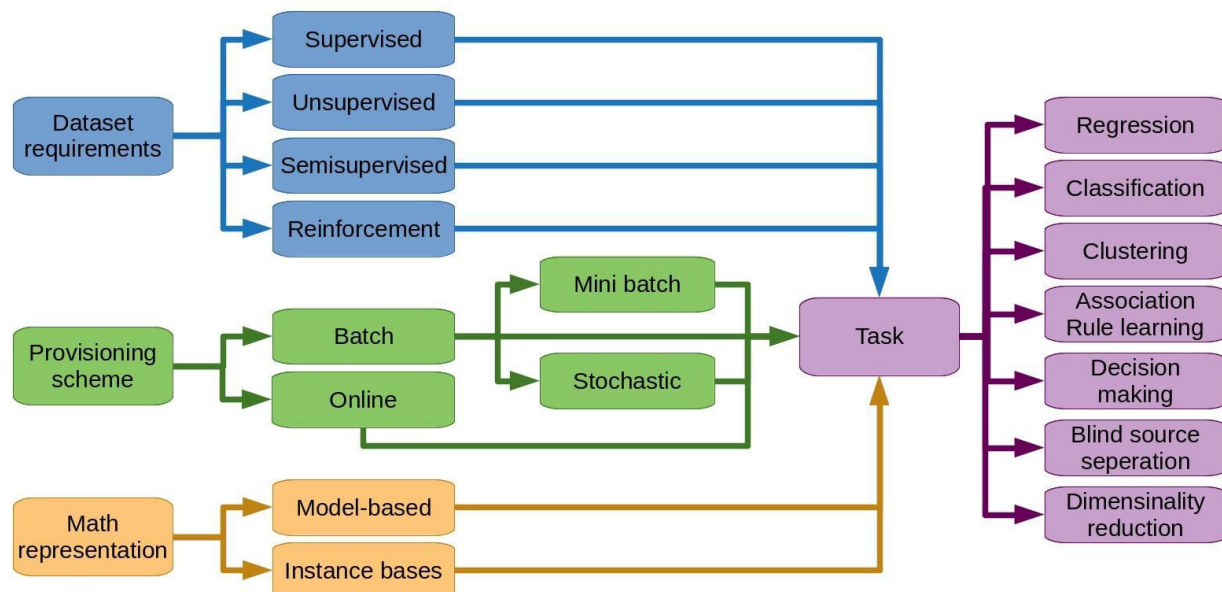 Dataset
requirements
Supervised
Unsupervised
Semisupervised
Reinforcement
Provisioning
scheme
Batch
Online
Mini batch
Stochastic
Math
representation
Model-based
Instance bases
Task
Regression
Classification
Clustering
Association
Rule learning
Decision
making
Blind source
seperation
Dimensinality
reduction